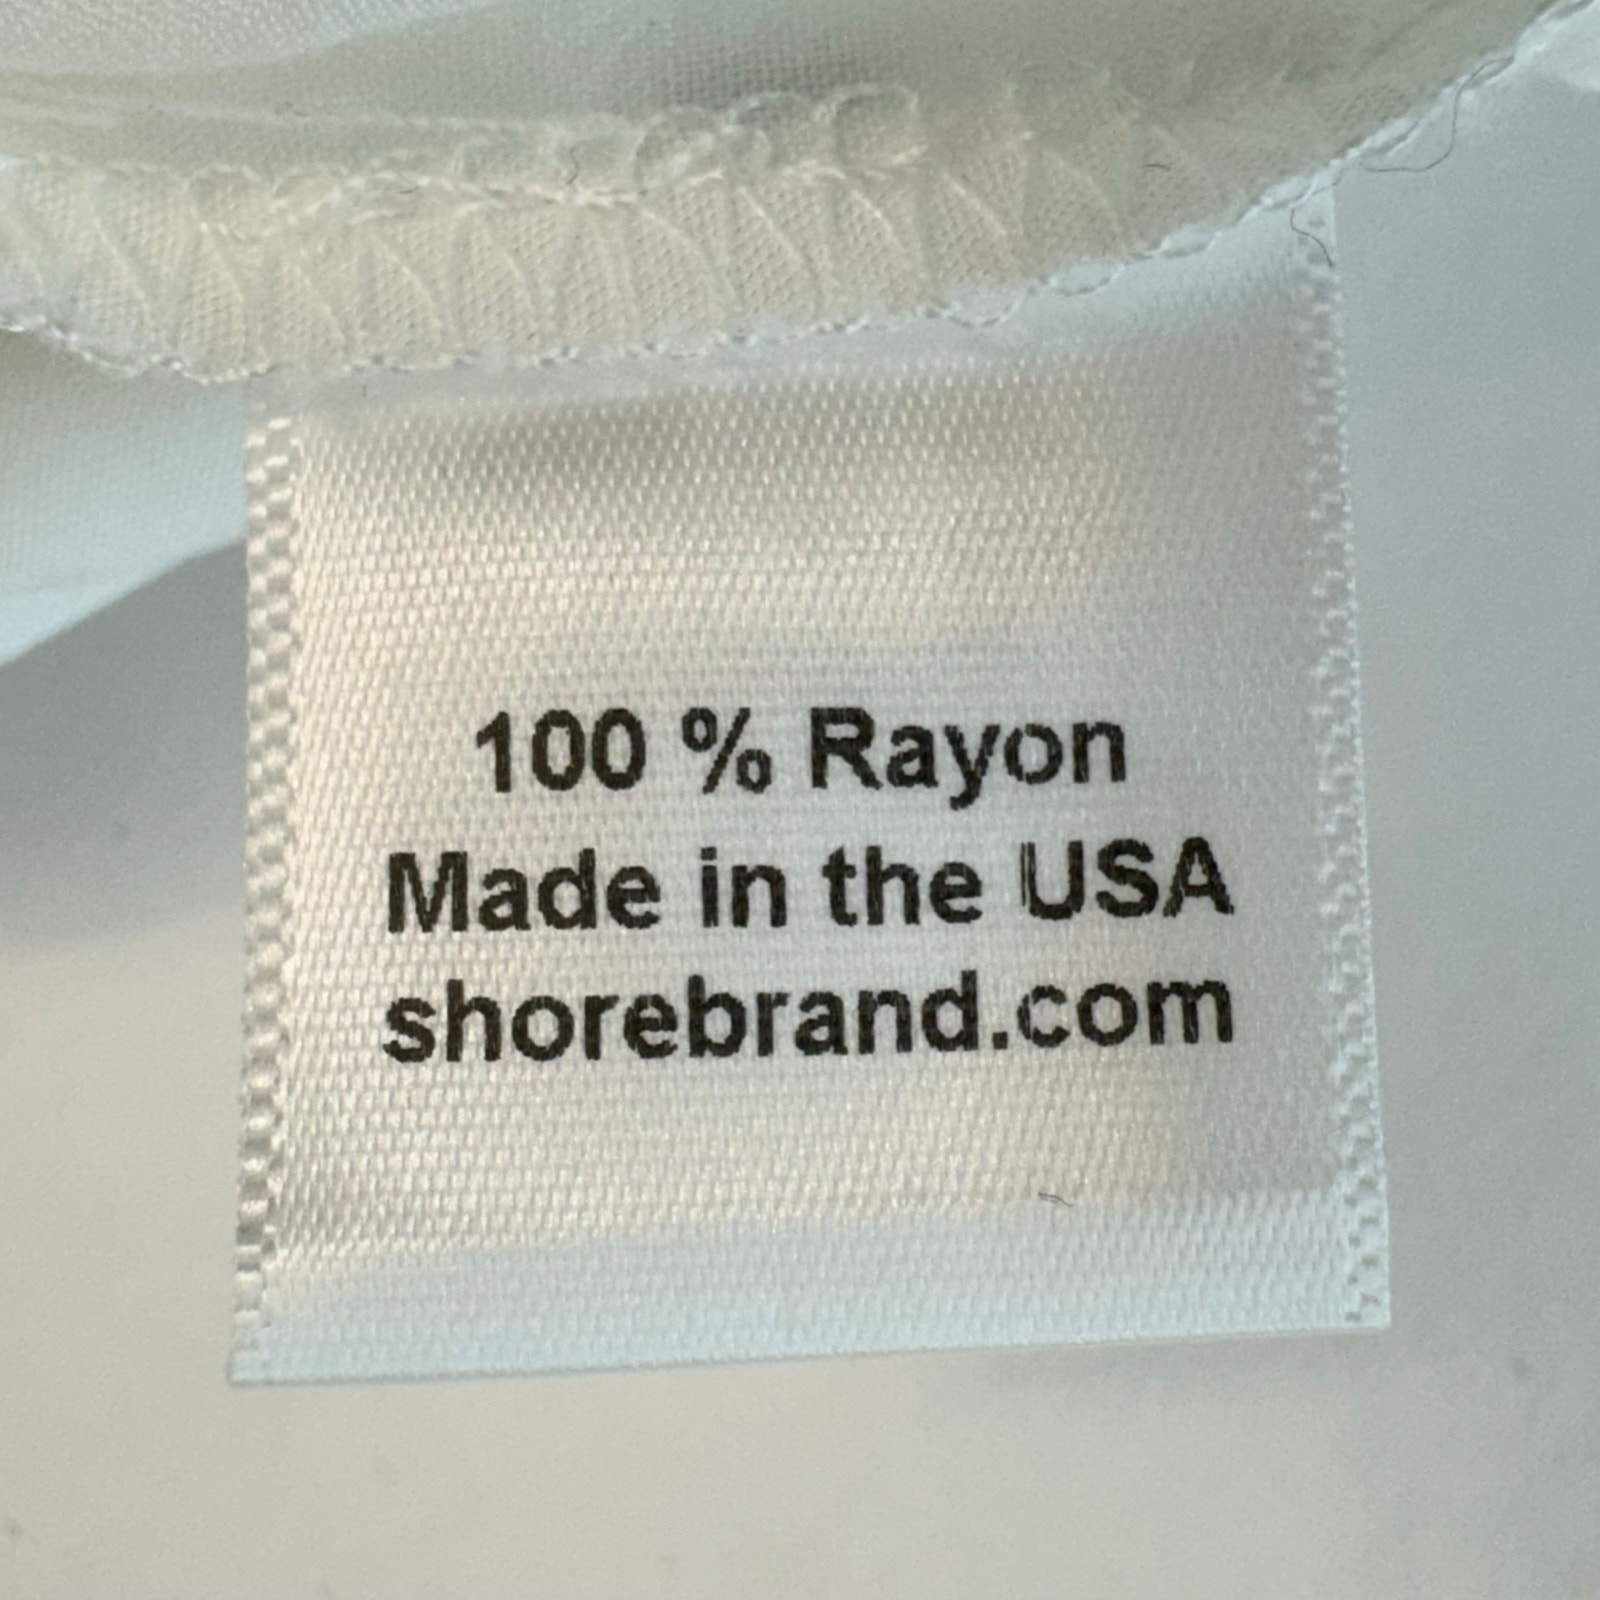 100 % Rayon
Made in the USA
shorebrand.com